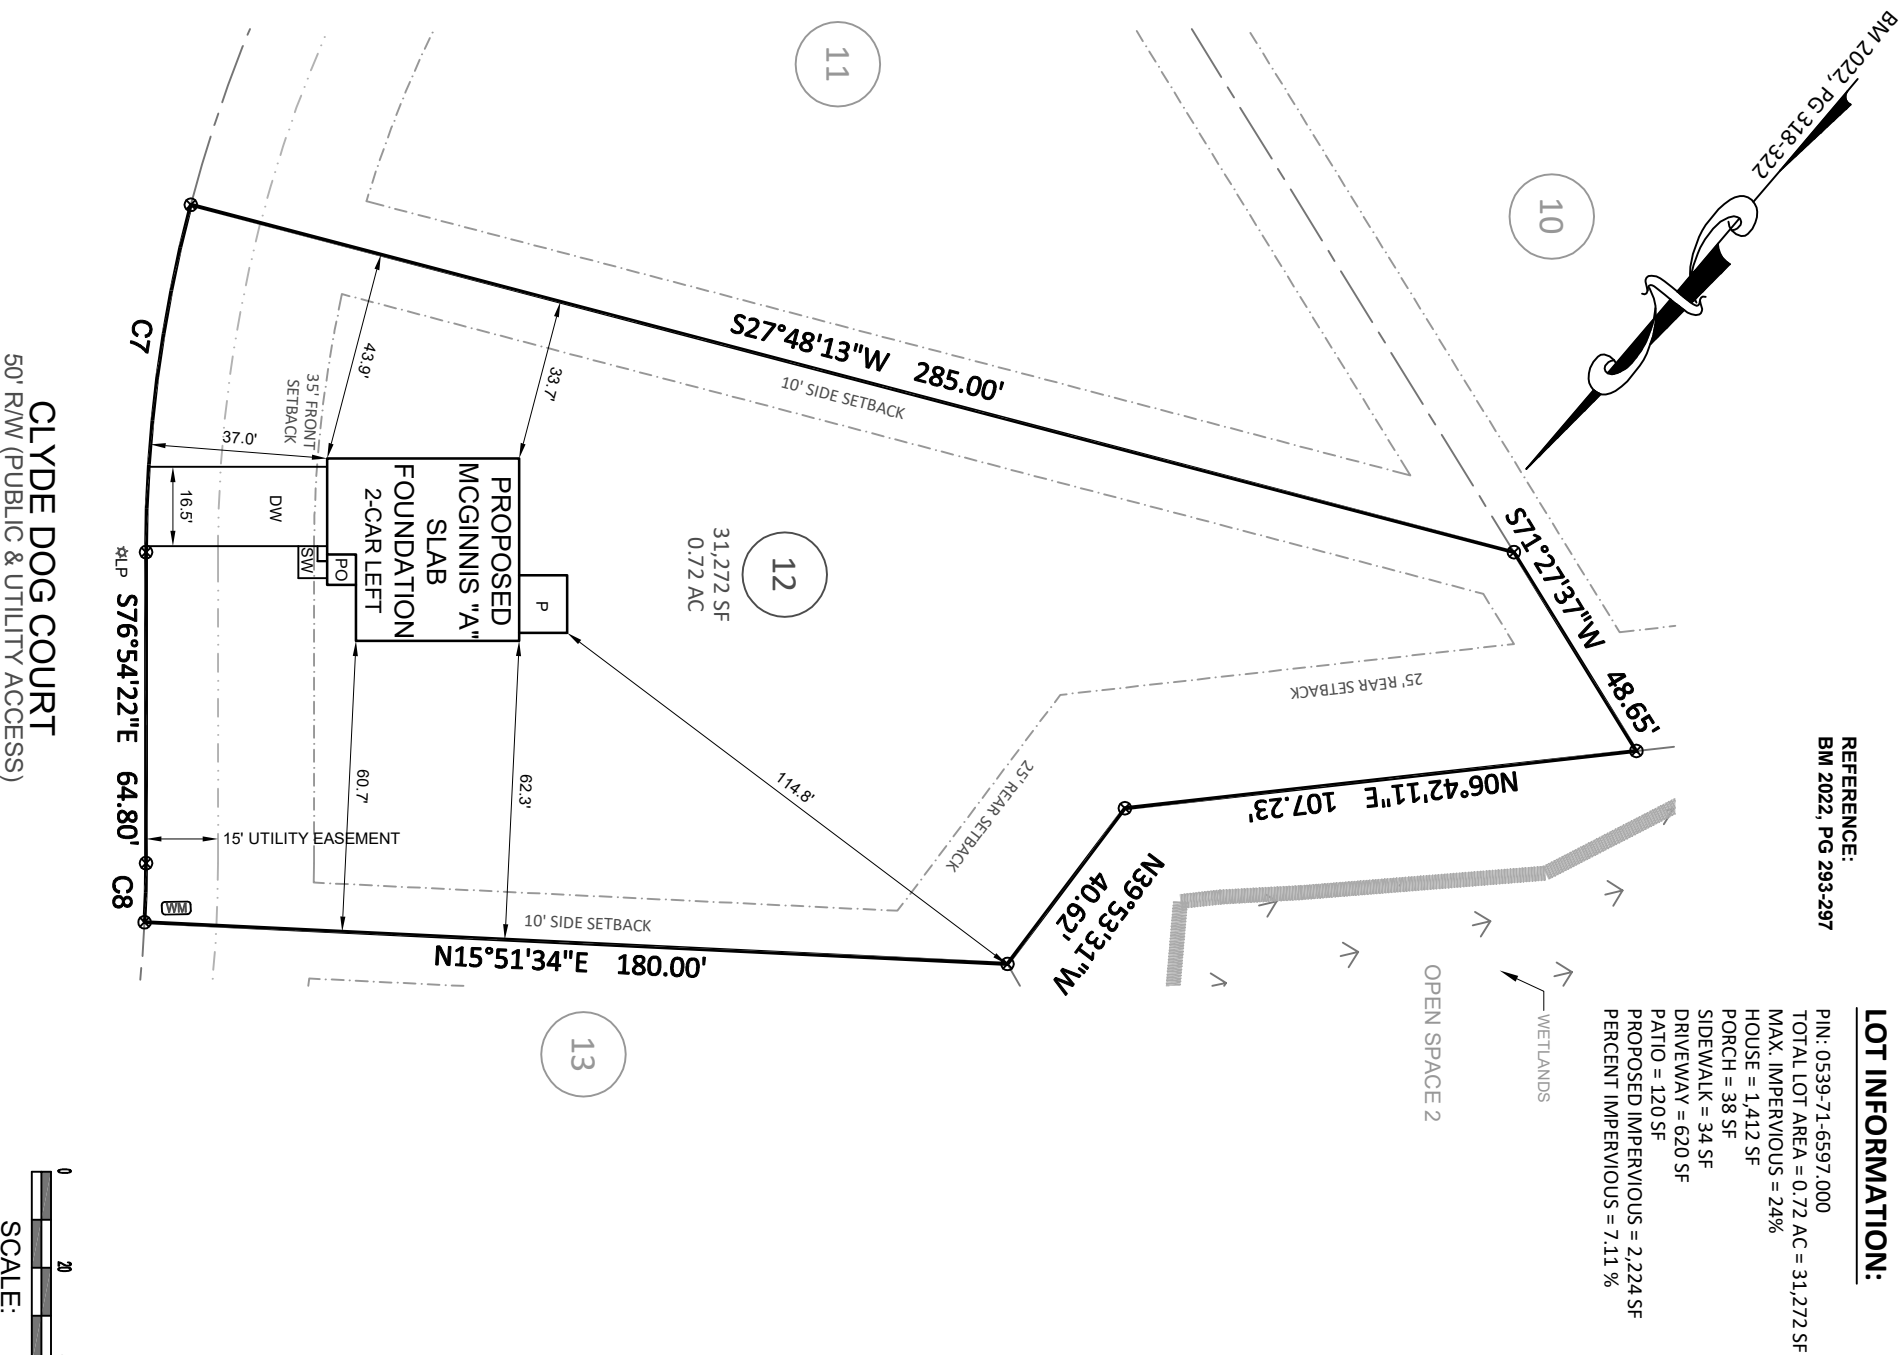 BM 2022, PG 318-322
11
10
12
31,272 SF
0.72 AC
13
S27°48'13"W 285.00'
10' SIDE SETBACK
S71°27'37"W 48.65'
25' REAR SETBACK
N06°42'11"E 107.23'
25' REAR SETBACK
N39°53'31"W
40.62'
114.8'
43.9'
33.7'
35' FRONT
SETBACK
37.0'
16.5'
DW
SW
PO
P
PROPOSED
MCGINNIS "A"
SLAB
FOUNDATION
2-CAR LEFT
60.7'
62.3'
15' UTILITY EASEMENT
10' SIDE SETBACK
N15°51'34"E 180.00'
WM
C7
LP
S76°54'22"E 64.80'
C8
CLYDE DOG COURT
50' R/W (PUBLIC & UTILITY ACCESS)
REFERENCE:
BM 2022, PG 293-297
OPEN SPACE 2
WETLANDS
LOT INFORMATION:
PIN: 0539-71-6597.000
TOTAL LOT AREA = 0.72 AC = 31,272 SF
MAX. IMPERVIOUS = 24%
HOUSE = 1,412 SF
PORCH = 38 SF
SIDEWALK = 34 SF
DRIVEWAY = 620 SF
PATIO = 120 SF
PROPOSED IMPERVIOUS = 2,224 SF
PERCENT IMPERVIOUS = 7.11 %
0 20
SCALE: